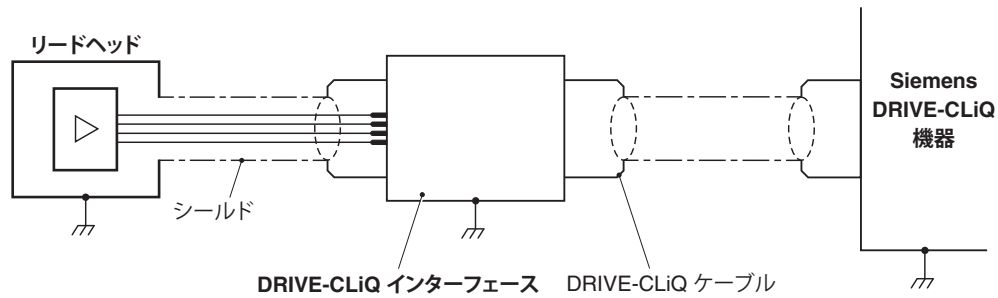 リードヘッド
Siemens
DRIVE-CLiQ
機器
シールド
DRIVE-CLiQ インターフェース
DRIVE-CLiQ ケーブル